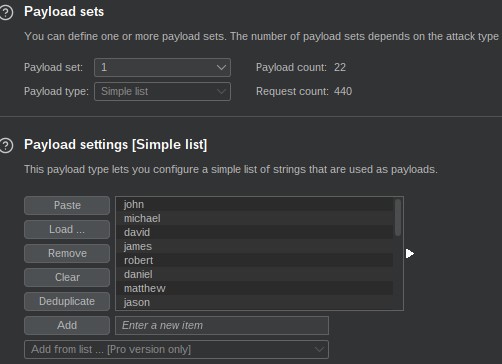 Payload sets
You can define one or more payload sets. The number of payload sets depends on the attack type
Payload set: 1 Payload count: 22
Payload type: Simple list Request count: 440
Payload settings [Simple list]
This payload type lets you configure a simple list of strings that are used as payloads.
Paste john
michael
Load ... david
james
Remove robert
daniel
Clear matthew
Deduplicate jason
Add Enter a new item
Add from list ... [Pro version only]